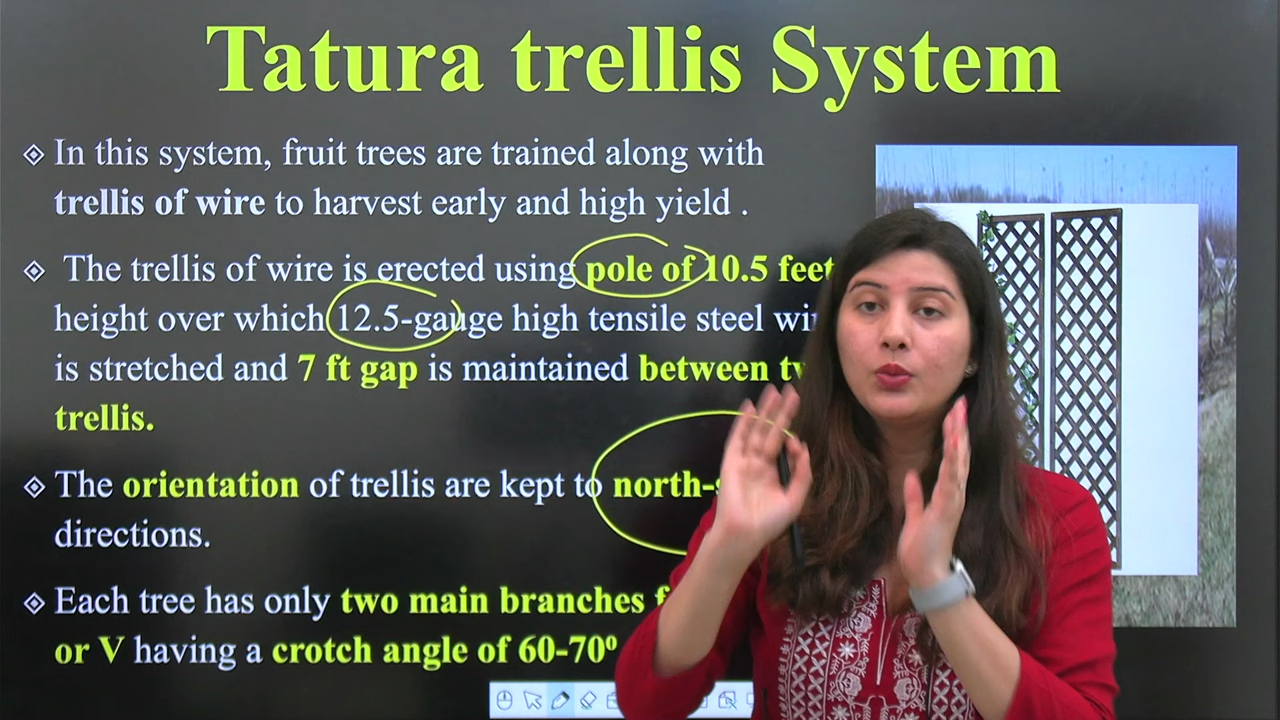 Tatura trellis System
In this system, fruit trees are trained along with
trellis of wire to harvest early and high yield .
The trellis of wire is erected using pole of 10.5 feet
height over which 12.5-gauge high tensile steel
is stretched and 7 ft gap is maintained between
trellis.
The orientation of trellis are kept to north-
directions.
Each tree has only two main branches
or V having a crotch angle of 60-70⁰